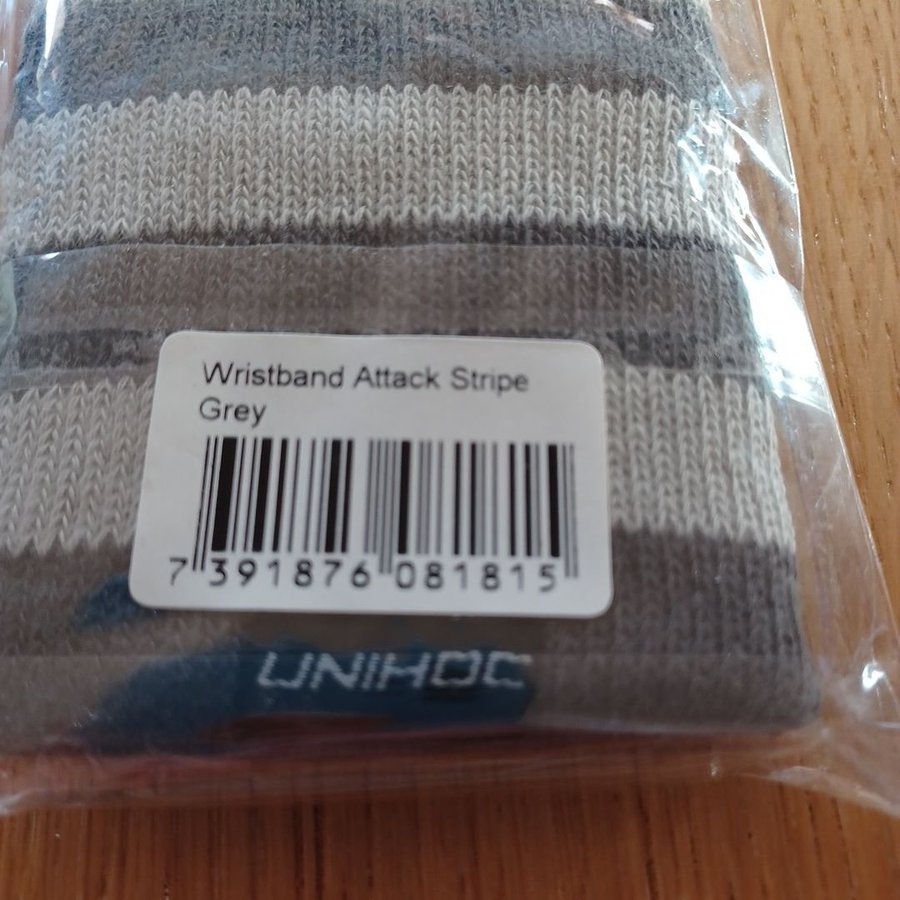 Wristband Attack Stripe
Grey
7 391876 081815
UNIHOC